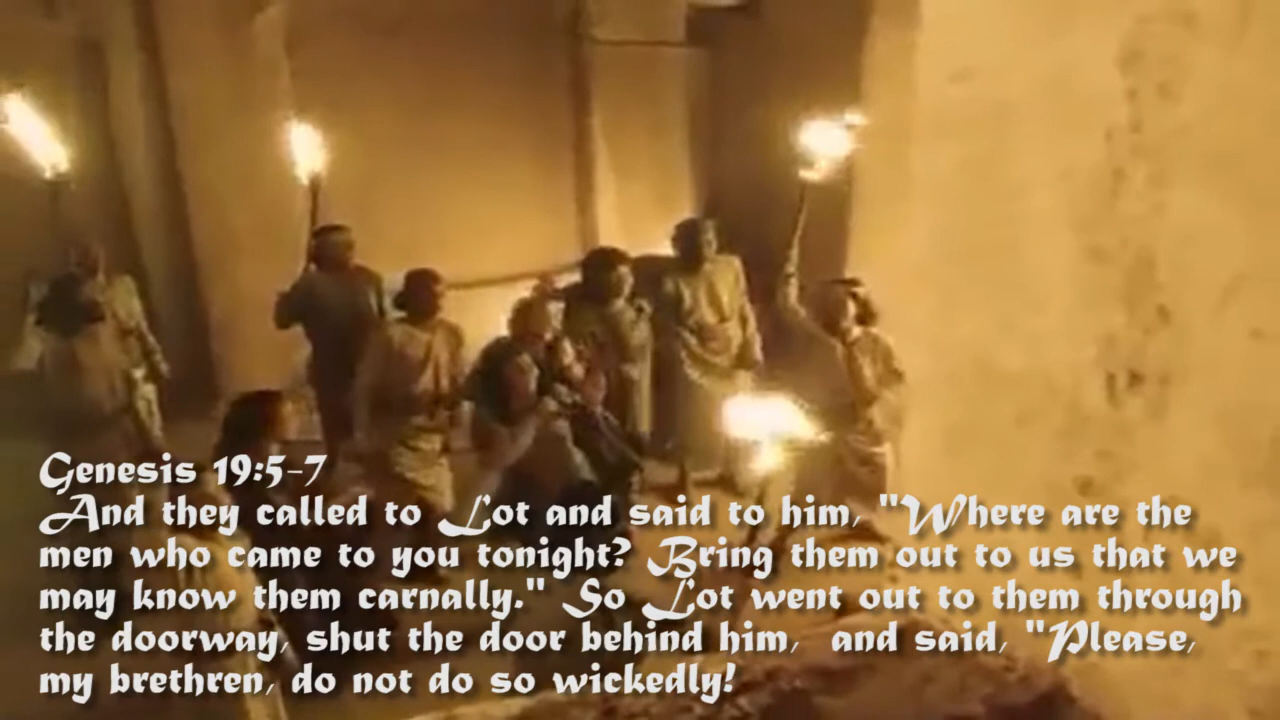 Genesis 19:5-7
And they called to Lot and said to him, "Where are the
men who came to you tonight? Bring them out to us that we
may know them carnally." So Lot went out to them through
the doorway, shut the door behind him, and said, "Please,
my brethren, do not do so wickedly!